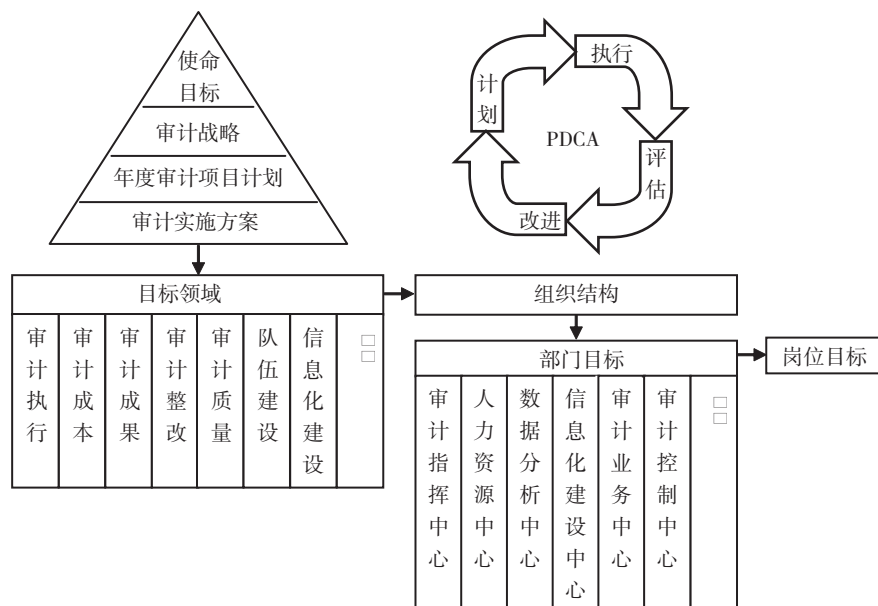 使命
目标
审计战略
年度审计项目计划
审计实施方案
计划
执行
PDCA
评估
改进
目标领域
审计执行
审计成本
审计成果
审计整改
审计质量
队伍建设
信息化建设
□□
组织结构
部门目标
岗位目标
审计指挥中心
人力资源中心
数据分析中心
信息化建设中心
审计业务中心
审计控制中心
□□